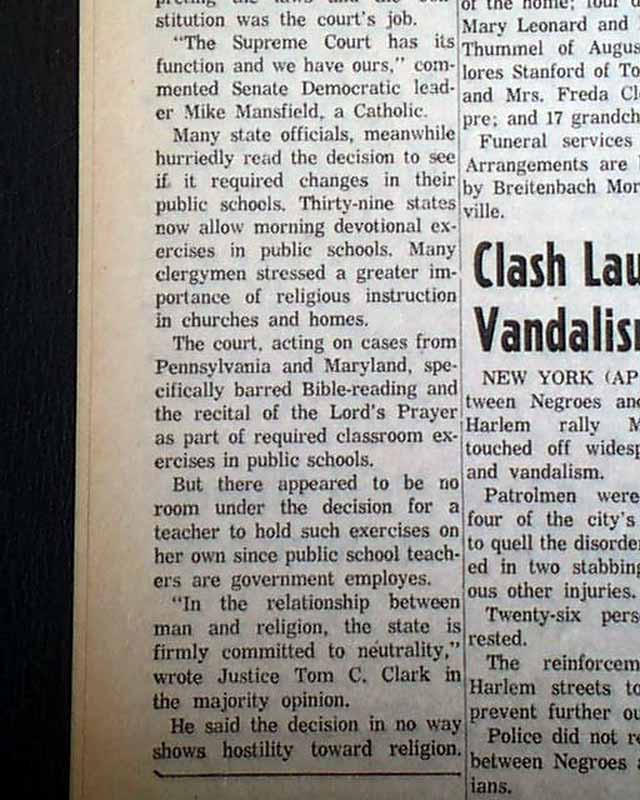 stitution was the court's job.
"The Supreme Court has its
function and we have ours," com-
mented Senate Democratic lead-
er Mike Mansfield, a Catholic.
Many state officials, meanwhile
hurriedly read the decision to see
if it required changes in their
public schools. Thirty-nine states
now allow morning devotional ex-
ercises in public schools. Many
clergymen stressed a greater im-
portance of religious instruction
in churches and homes.
The court, acting on cases from
Pennsylvania and Maryland, spe-
cifically barred Bible-reading and
the recital of the Lord's Prayer
as part of required classroom ex-
ercises in public schools.
But there appeared to be no
room under the decision for a
teacher to hold such exercises on
her own since public school teach-
ers are government employes.
"In the relationship between
man and religion, the state is
firmly committed to neutrality,"
wrote Justice Tom C. Clark in
the majority opinion.
He said the decision in no way
shows hostility toward religion.
of the home; four d
Mary Leonard and
Thummel of Augus
lores Stanford of To
and Mrs. Freda Cl
pre; and 17 grandch
Funeral services
Arrangements are
by Breitenbach Mor
ville.
Clash Lau
Vandalis
NEW YORK (AP
tween Negroes and
Harlem rally M
touched off widesp
and vandalism.
Patrolmen were
four of the city's
to quell the disorde
ed in two stabbing
ous other injuries.
Twenty-six pers
rested.
The reinforcem
Harlem streets to
prevent further ou
Police did not re
between Negroes a
ians.